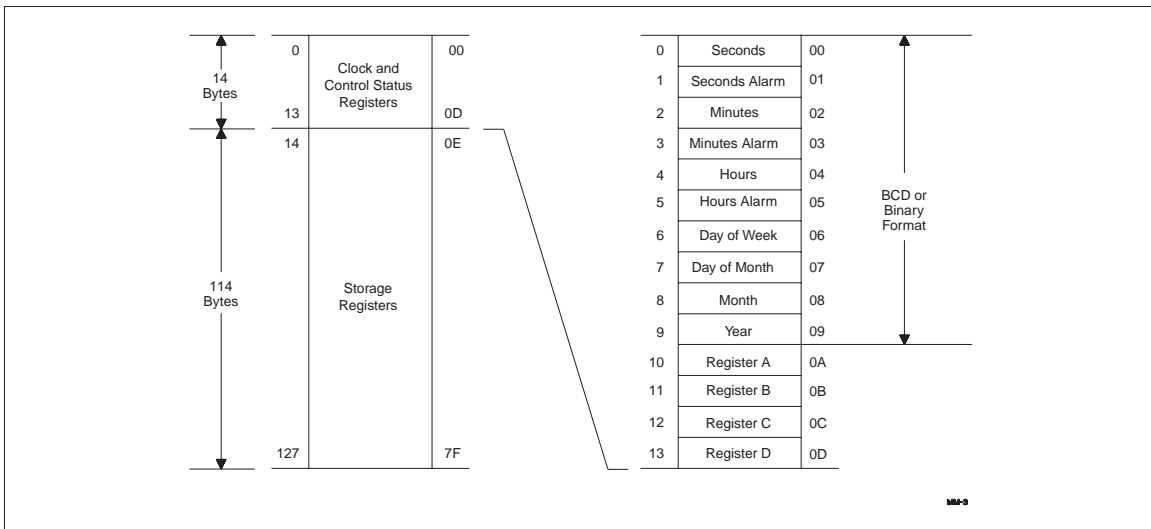 14
Bytes
114
Bytes
0
Clock and
Control Status
Registers
00
13
0D
14
0E
Storage
Registers
127
7F
0 Seconds 00
1 Seconds Alarm 01
2 Minutes 02
3 Minutes Alarm 03
4 Hours 04
5 Hours Alarm 05
6 Day of Week 06
7 Day of Month 07
8 Month 08
9 Year 09
10 Register A 0A
11 Register B 0B
12 Register C 0C
13 Register D 0D
BCD or
Binary
Format
MM-3